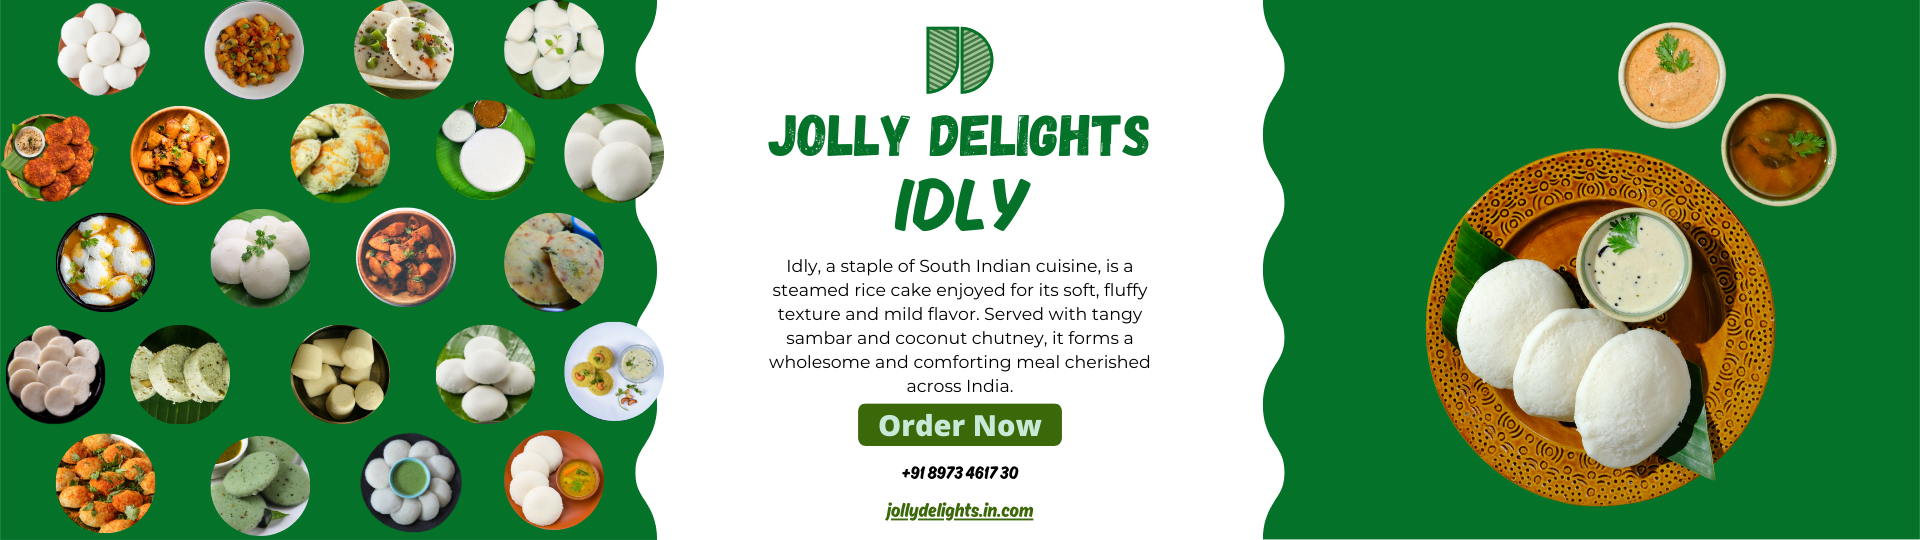 JOLLY DELIGHTS
IDLY
Idly, a staple of South Indian cuisine, is a
steamed rice cake enjoyed for its soft, fluffy
texture and mild flavor. Served with tangy
sambar and coconut chutney, it forms a
wholesome and comforting meal cherished
across India.
Order Now
+91 8973 4617 30
jollydelights.in.com